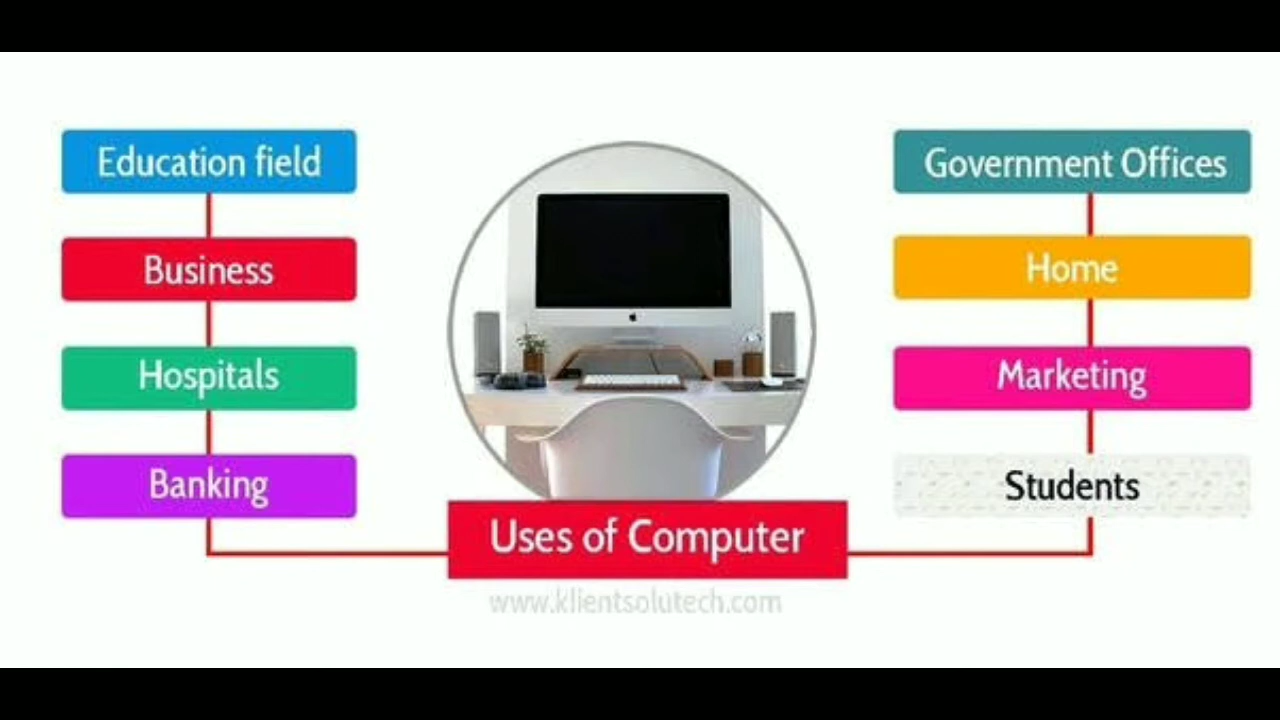 Education field
Business
Hospitals
Banking
Government Offices
Home
Marketing
Students
Uses of Computer
www.klientsolutech.com